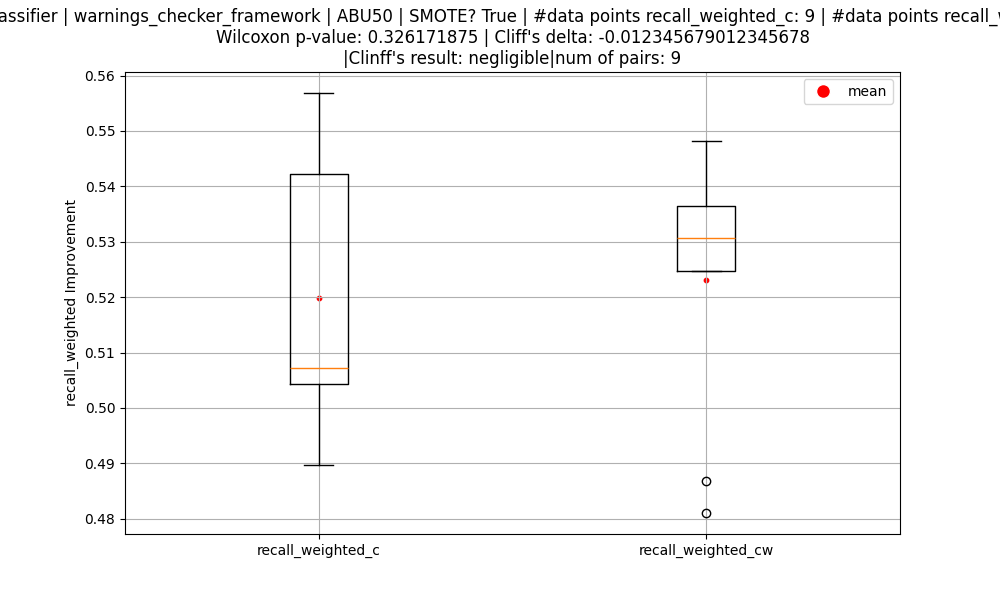 assifier | warnings_checker_framework | ABU50 | SMOTE? True | #data points recall_weighted_c: 9 | #data points recall_w
Wilcoxon p-value: 0.326171875 | Cliff's delta: -0.012345679012345678
|Clinff's result: negligible|num of pairs: 9
mean
0.56
0.55
0.54
0.53
0.52
0.51
0.50
0.49
0.48
recall_weighted Improvement
recall_weighted_c
recall_weighted_cw